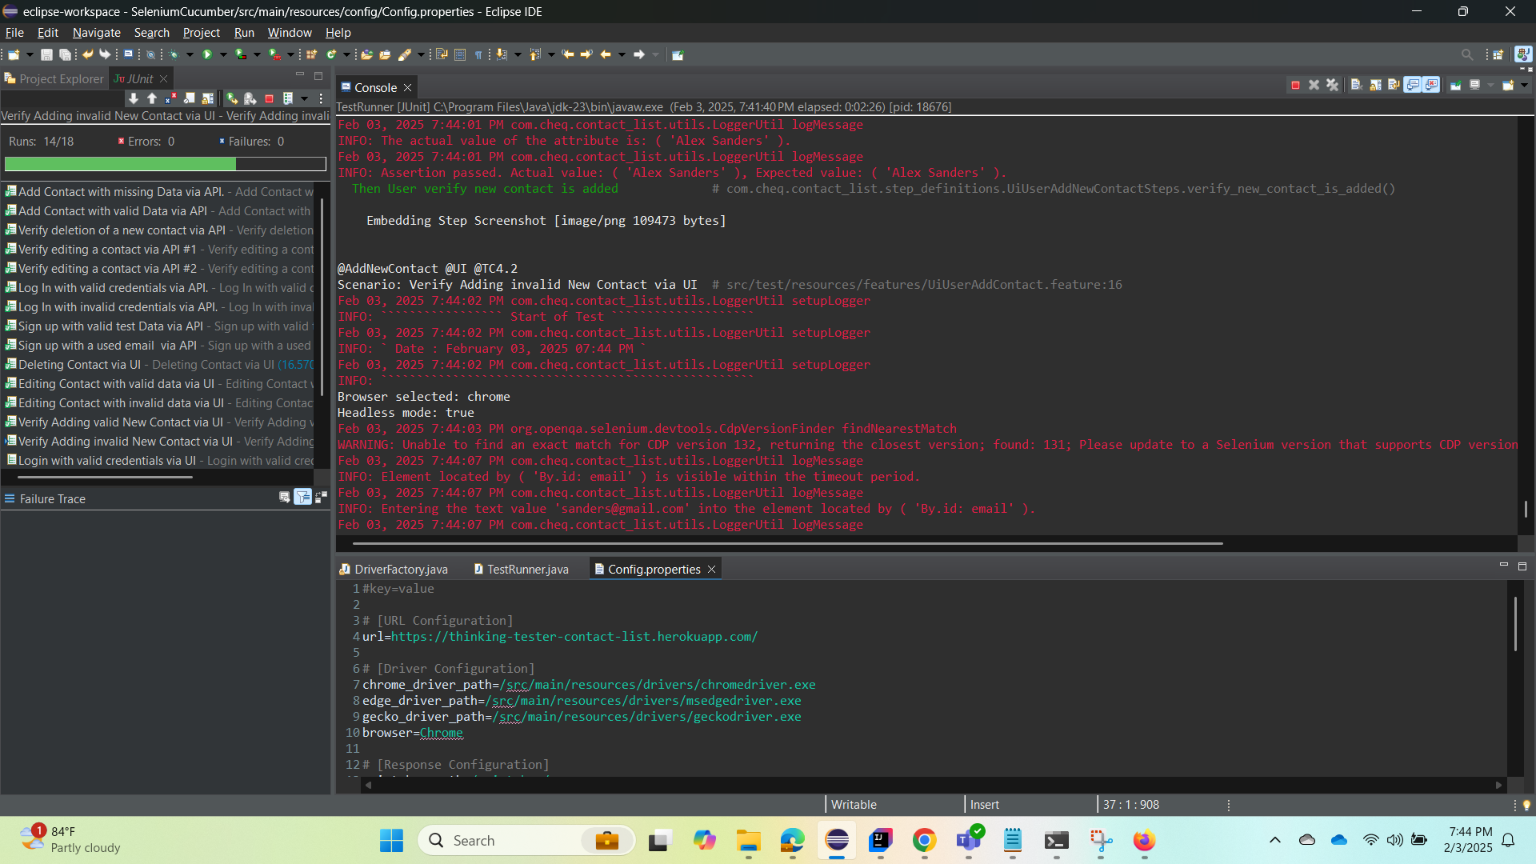 eclipse-workspace - SeleniumCucumber/src/main/resources/config/Config.properties - Eclipse IDE
File Edit Navigate Search Project Run Window Help
Project Explorer JUnit
Verify Adding invalid New Contact via UI - Verify Adding invali
Runs: 14/18 Errors: 0 Failures: 0
Add Contact with missing Data via API. - Add Contact w
Add Contact with valid Data via API - Add Contact with
Verify deletion of a new contact via API - Verify deletion
Verify editing a contact via API #1 - Verify editing a cont
Verify editing a contact via API #2 - Verify editing a cont
Log In with valid credentials via API. - Log In with valid c
Log In with invalid credentials via API. - Log In with inva
Sign up with valid test Data via API - Sign up with valid
Sign up with a used email  via API - Sign up with a used
Deleting Contact via UI - Deleting Contact via UI (16.570
Editing Contact with valid data via UI - Editing Contact
Editing Contact with invalid data via UI - Editing Contac
Verify Adding valid New Contact via UI - Verify Adding
Verify Adding invalid New Contact via UI - Verify Adding
Login with valid credentials via UI - Login with valid cre
Failure Trace
Console
TestRunner [JUnit] C:\Program Files\Java\jdk-23\bin\javaw.exe (Feb 3, 2025, 7:41:40 PM elapsed: 0:02:26) [pid: 18676]
Feb 03, 2025 7:44:01 PM com.cheq.contact_list.utils.LoggerUtil logMessage
INFO: The actual value of the attribute is: ( 'Alex Sanders' ).
Feb 03, 2025 7:44:01 PM com.cheq.contact_list.utils.LoggerUtil logMessage
INFO: Assertion passed. Actual value: ( 'Alex Sanders' ), Expected value: ( 'Alex Sanders' ).
Then User verify new contact is added # com.cheq.contact_list.step_definitions.UiUserAddNewContactSteps.verify_new_contact_is_added()
Embedding Step Screenshot [image/png 109473 bytes]
@AddNewContact @UI @TC4.2
Scenario: Verify Adding invalid New Contact via UI # src/test/resources/features/UiUserAddContact.feature:16
Feb 03, 2025 7:44:02 PM com.cheq.contact_list.utils.LoggerUtil setupLogger
INFO: ````````````````` Start of Test ````````````````````
Feb 03, 2025 7:44:02 PM com.cheq.contact_list.utils.LoggerUtil setupLogger
INFO: ` Date : February 03, 2025 07:44 PM `
Feb 03, 2025 7:44:02 PM com.cheq.contact_list.utils.LoggerUtil setupLogger
INFO: ````````````````````````````````````````````````````
Browser selected: chrome
Headless mode: true
Feb 03, 2025 7:44:03 PM org.openqa.selenium.devtools.CdpVersionFinder findNearestMatch
WARNING: Unable to find an exact match for CDP version 132, returning the closest version; found: 131; Please update to a Selenium version that supports CDP version
Feb 03, 2025 7:44:07 PM com.cheq.contact_list.utils.LoggerUtil logMessage
INFO: Element located by ( 'By.id: email' ) is visible within the timeout period.
Feb 03, 2025 7:44:07 PM com.cheq.contact_list.utils.LoggerUtil logMessage
INFO: Entering the text value 'sanders@gmail.com' into the element located by ( 'By.id: email' ).
Feb 03, 2025 7:44:07 PM com.cheq.contact_list.utils.LoggerUtil logMessage
DriverFactory.java TestRunner.java Config.properties
1 #key=value
2
3 # [URL Configuration]
4 url=https://thinking-tester-contact-list.herokuapp.com/
5
6 # [Driver Configuration]
7 chrome_driver_path=/src/main/resources/drivers/chromedriver.exe
8 edge_driver_path=/src/main/resources/drivers/msedgedriver.exe
9 gecko_driver_path=/src/main/resources/drivers/geckodriver.exe
10 browser=Chrome
11
12 # [Response Configuration]
Writable Insert 37 : 1 : 908
1 84°F
Partly cloudy
Search
7:44 PM
2/3/2025